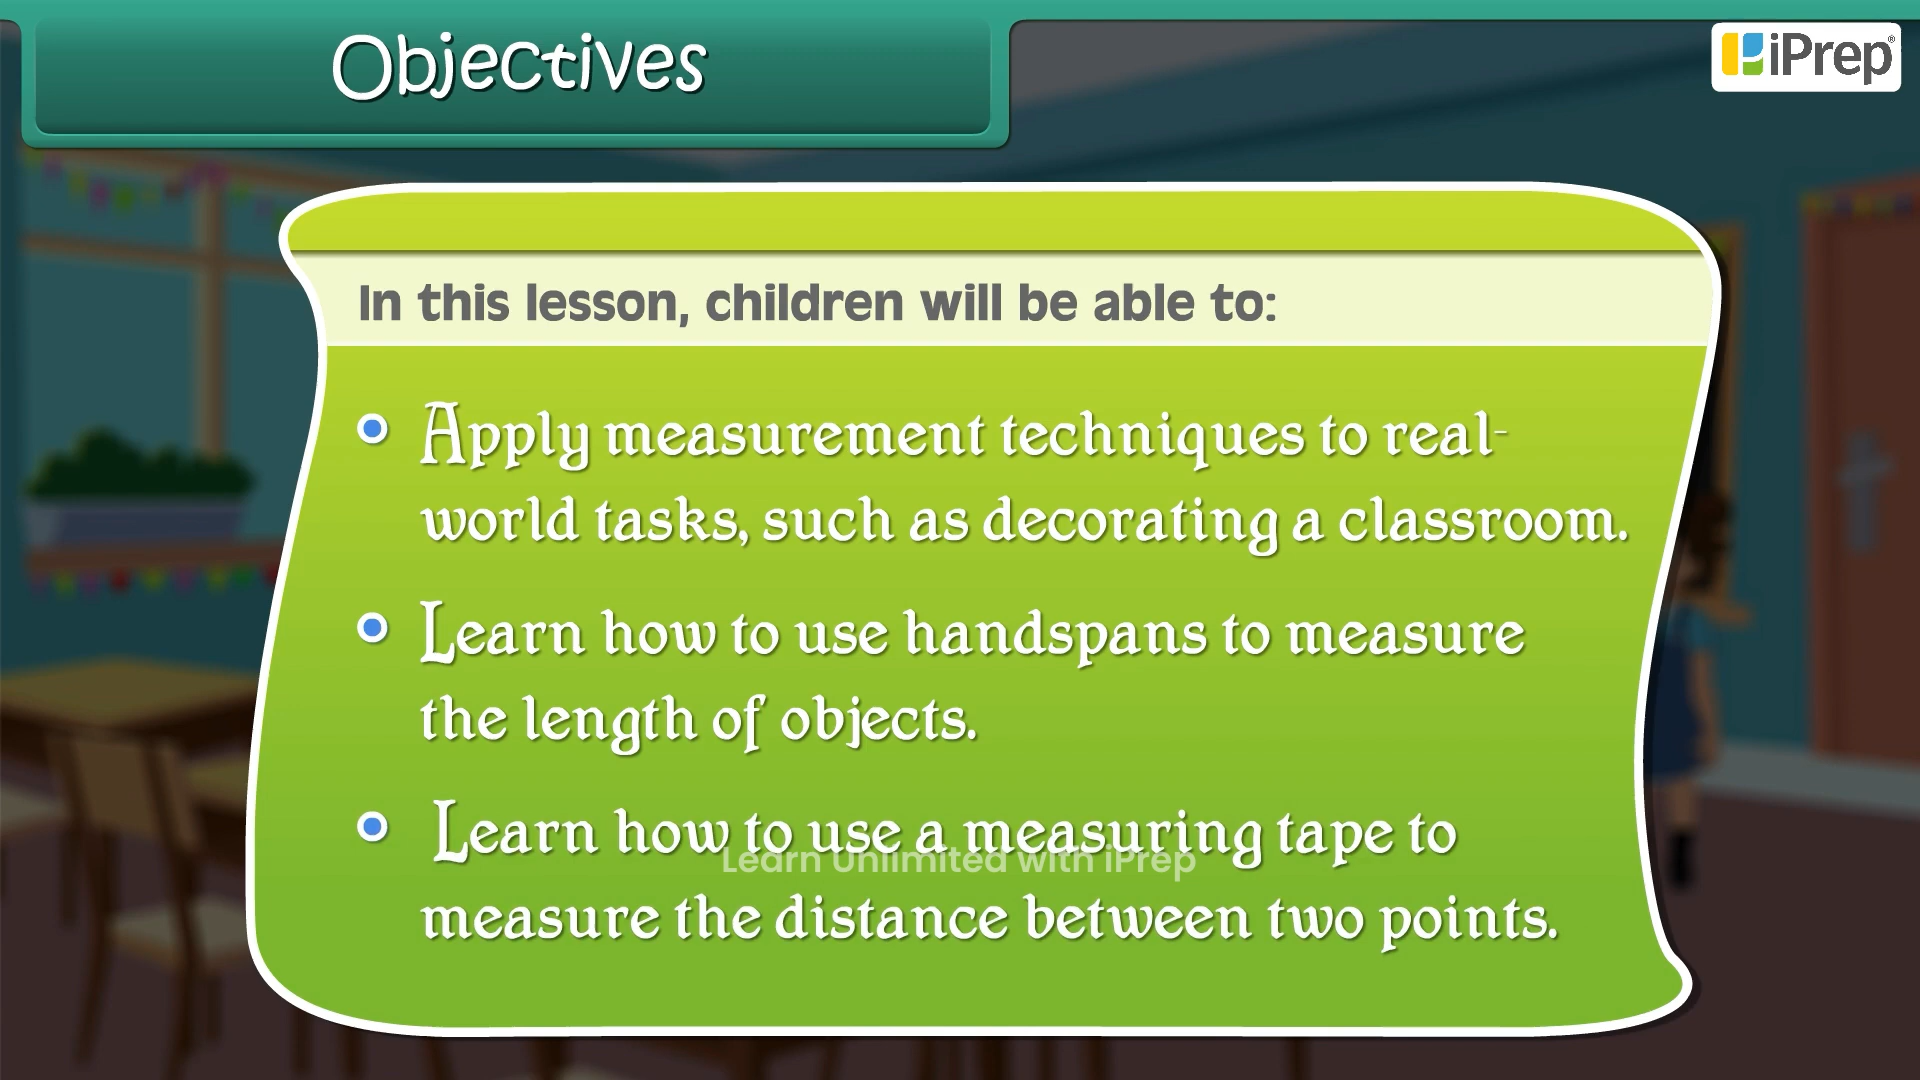 Objectives
iPrep®
In this lesson, children will be able to:
Apply measurement techniques to real-
world tasks, such as decorating a classroom.
Learn how to use handspans to measure
the length of objects.
Learn how to use a measuring tape to
Learn Unlimited with iPrep
measure the distance between two points.